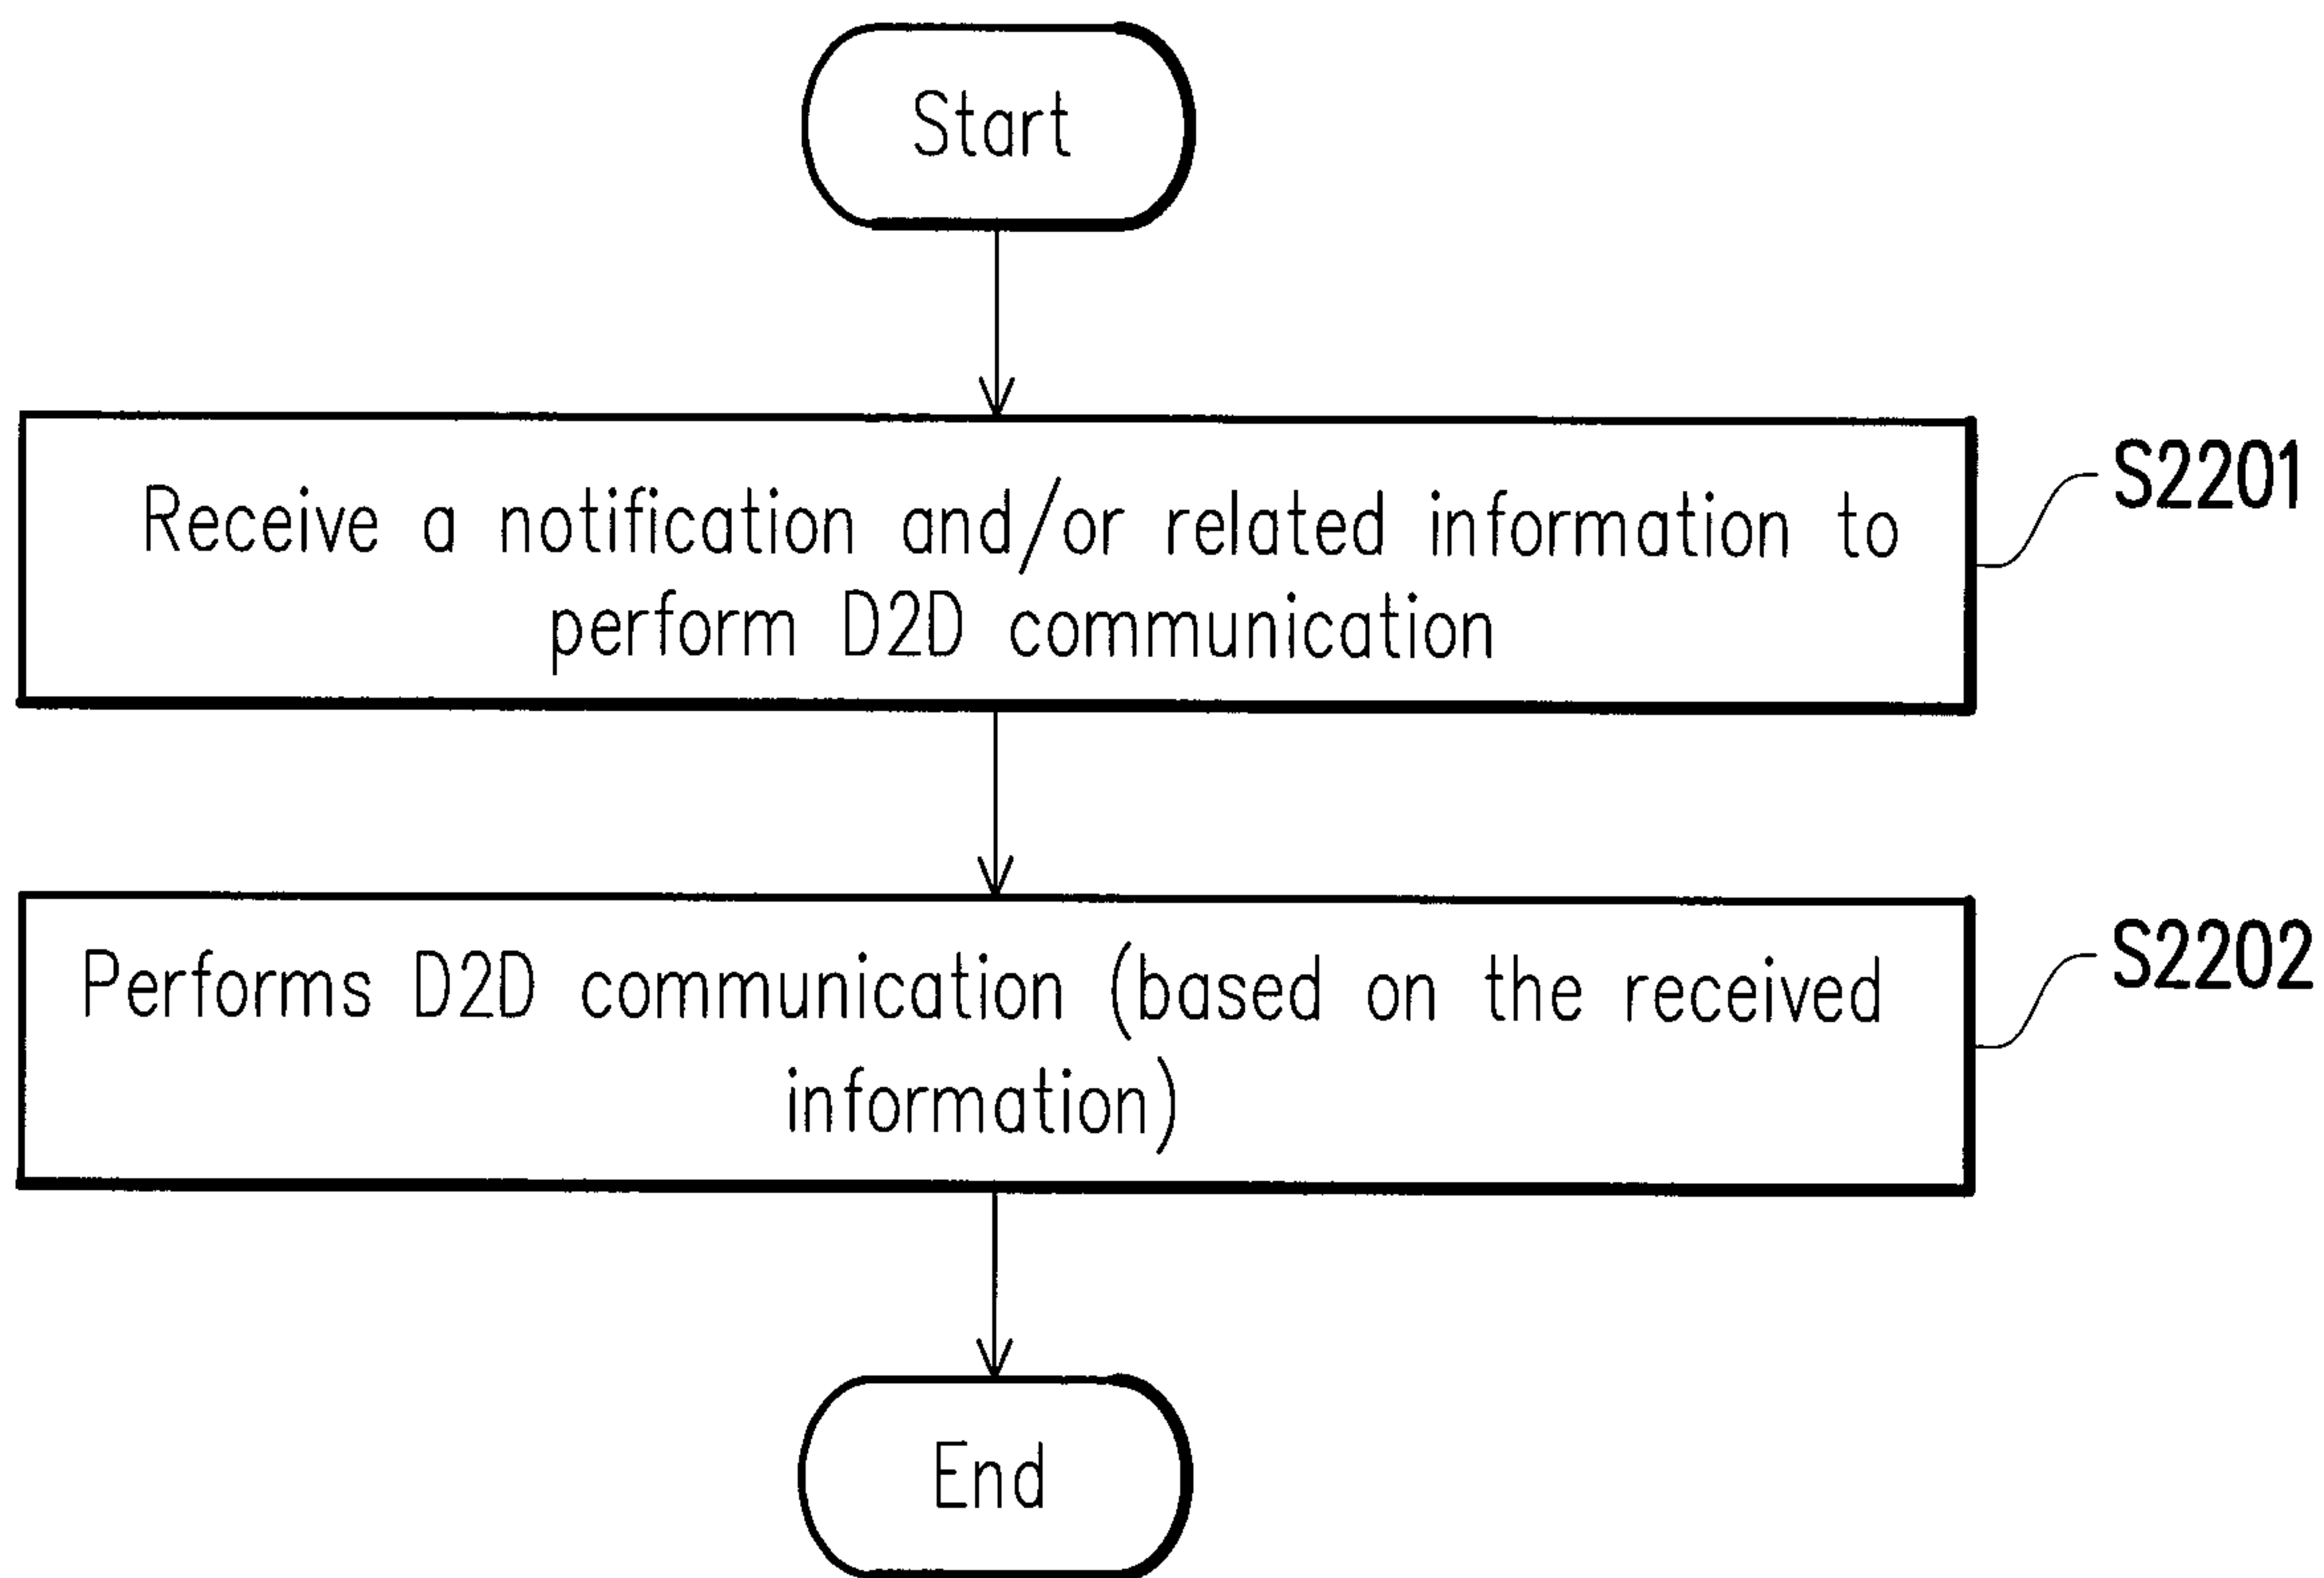 Start
Receive a notification and/or related information to
perform D2D communication
S2201
Performs D2D communication (based on the received
information)
S2202
End